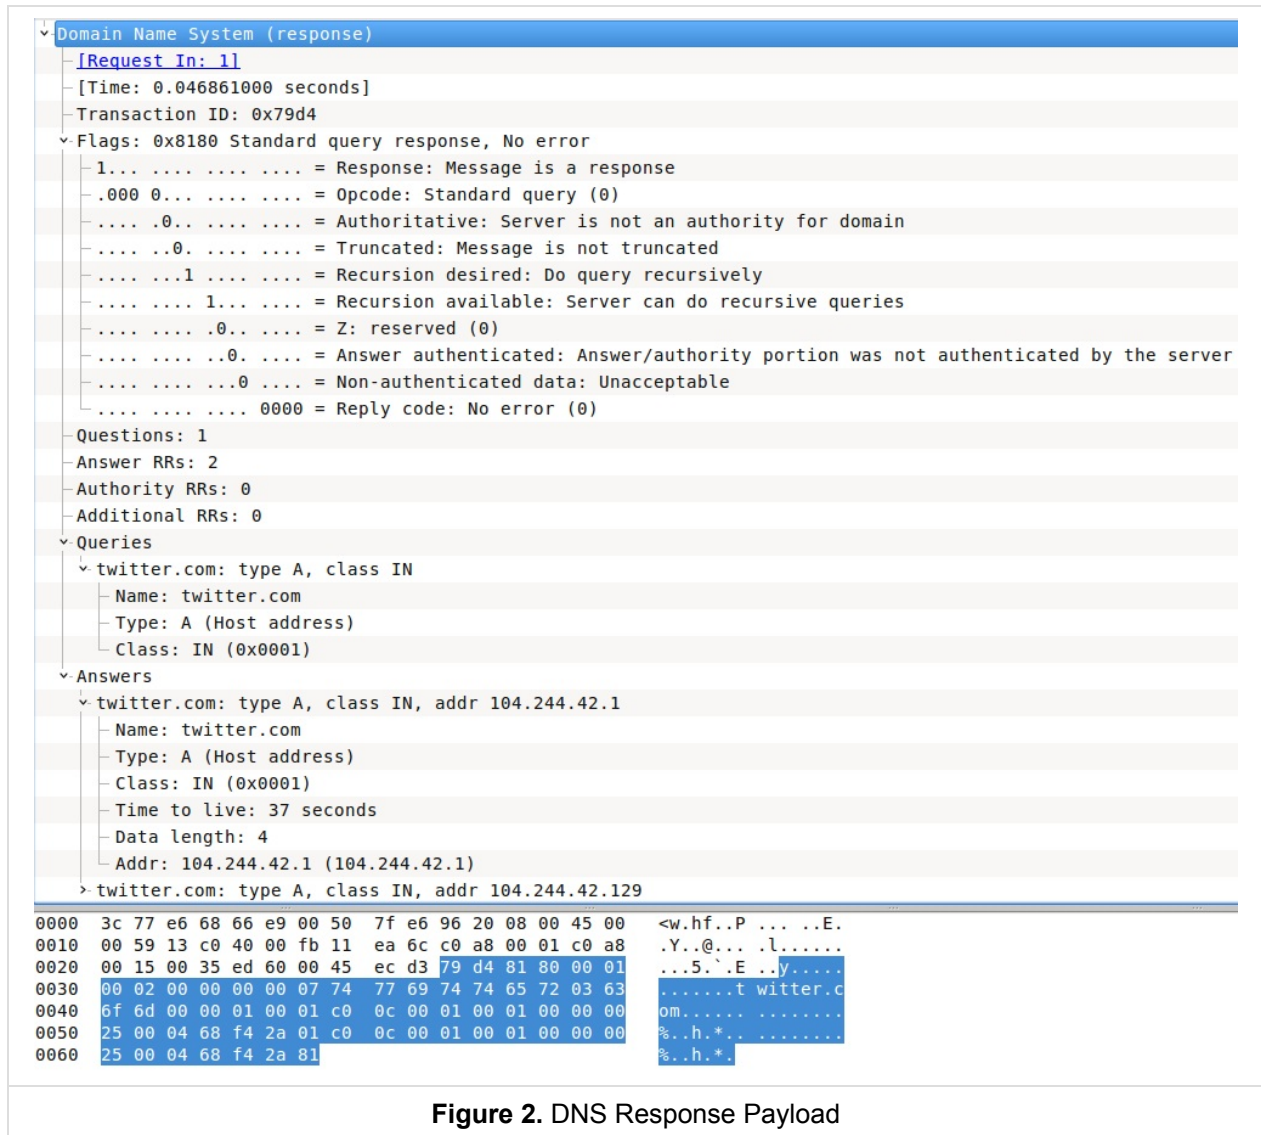 Domain Name System (response)
[Request In: 1]
[Time: 0.046861000 seconds]
Transaction ID: 0x79d4
Flags: 0x8180 Standard query response, No error
1... .... .... .... = Response: Message is a response
.000 0... .... .... = Opcode: Standard query (0)
.... .0.. .... .... = Authoritative: Server is not an authority for domain
.... ..0. .... .... = Truncated: Message is not truncated
.... ...1 .... .... = Recursion desired: Do query recursively
.... .... 1... .... = Recursion available: Server can do recursive queries
.... .... .0.. .... = Z: reserved (0)
.... .... ..0. .... = Answer authenticated: Answer/authority portion was not authenticated by the server
.... .... ...0 .... = Non-authenticated data: Unacceptable
.... .... .... 0000 = Reply code: No error (0)
Questions: 1
Answer RRs: 2
Authority RRs: 0
Additional RRs: 0
Queries
twitter.com: type A, class IN
Name: twitter.com
Type: A (Host address)
Class: IN (0x0001)
Answers
twitter.com: type A, class IN, addr 104.244.42.1
Name: twitter.com
Type: A (Host address)
Class: IN (0x0001)
Time to live: 37 seconds
Data length: 4
Addr: 104.244.42.1 (104.244.42.1)
twitter.com: type A, class IN, addr 104.244.42.129
0000 3c 77 e6 68 66 e9 00 50 7f e6 96 20 08 00 45 00 <w.hf..P ... ..E.
0010 00 59 13 c0 40 00 fb 11 ea 6c c0 a8 00 01 c0 a8 .Y..@... .l......
0020 00 15 00 35 ed 60 00 45 ec d3 79 d4 81 80 00 01 ...5.`.E ..y.....
0030 00 02 00 00 00 00 07 74 77 69 74 74 65 72 03 63 .......t witter.c
0040 6f 6d 00 00 01 00 01 c0 0c 00 01 00 01 00 00 00 om...... ........
0050 25 00 04 68 f4 2a 01 c0 0c 00 01 00 01 00 00 00 %..h.*.. ........
0060 25 00 04 68 f4 2a 81 %..h.*.
Figure 2. DNS Response Payload